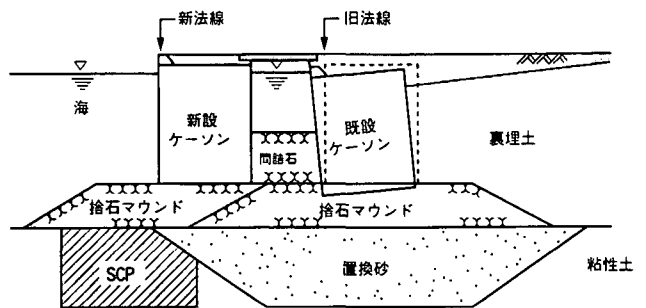 新法線
旧法線
海
新設
ケーソン
間詰石
既設
ケーソン
裏埋土
捨石マウンド
捨石マウンド
SCP
置換砂
粘性土